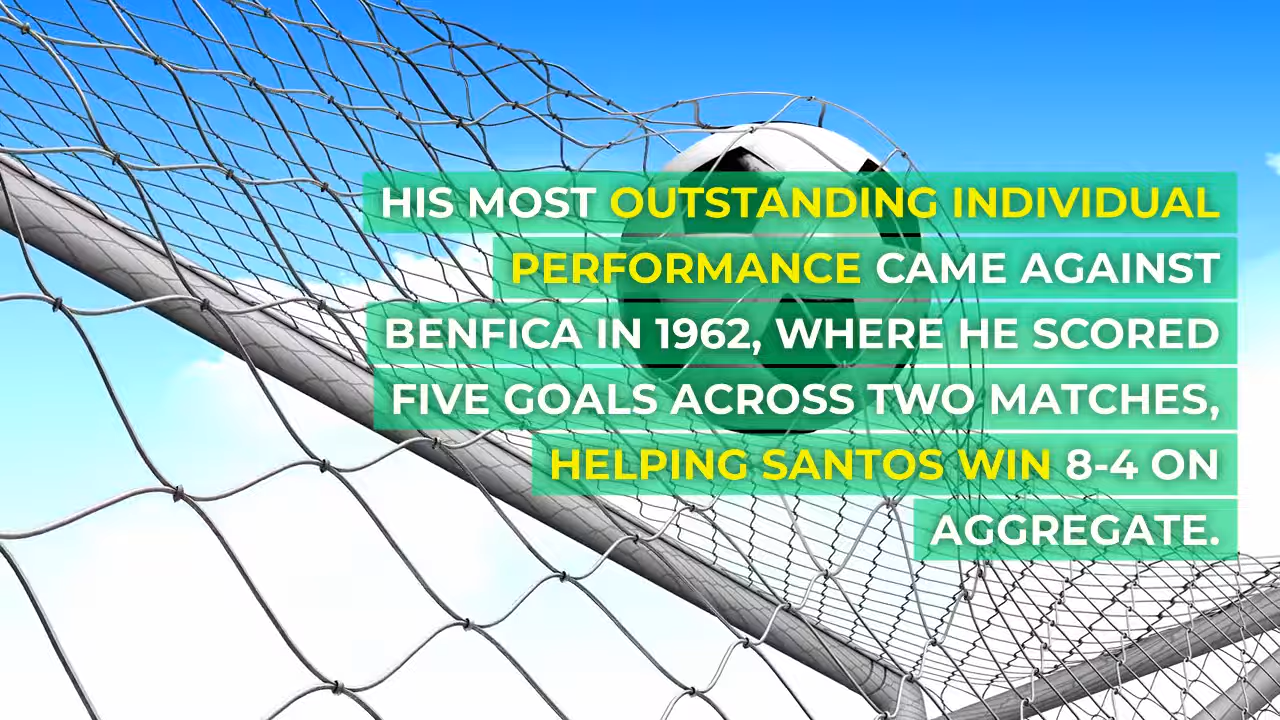 HIS MOST OUTSTANDING INDIVIDUAL
PERFORMANCE CAME AGAINST
BENFICA IN 1962, WHERE HE SCORED
FIVE GOALS ACROSS TWO MATCHES,
HELPING SANTOS WIN 8-4 ON
AGGREGATE.